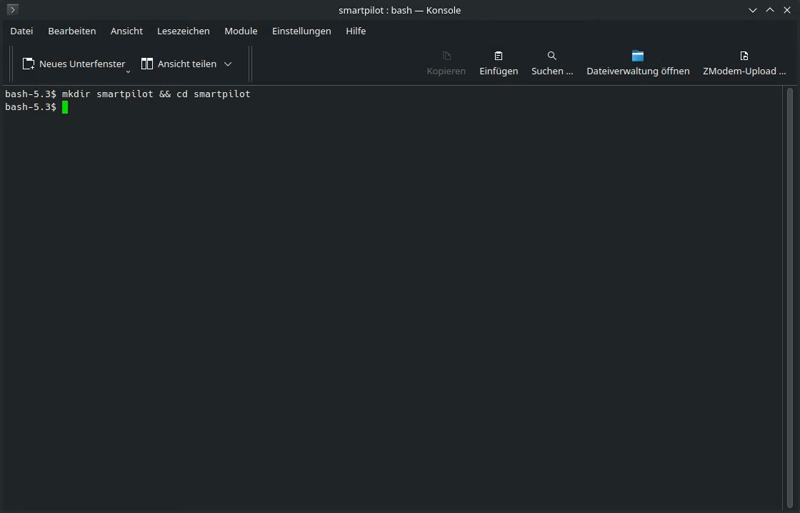 smartpilot : bash — Konsole
Datei Bearbeiten Ansicht Lesezeichen Module Einstellungen Hilfe
Neues Unterfenster Ansicht teilen Kopieren Einfügen Suchen ... Dateiverwaltung öffnen ZModem-Upload ...
bash-5.3$ mkdir smartpilot && cd smartpilot
bash-5.3$